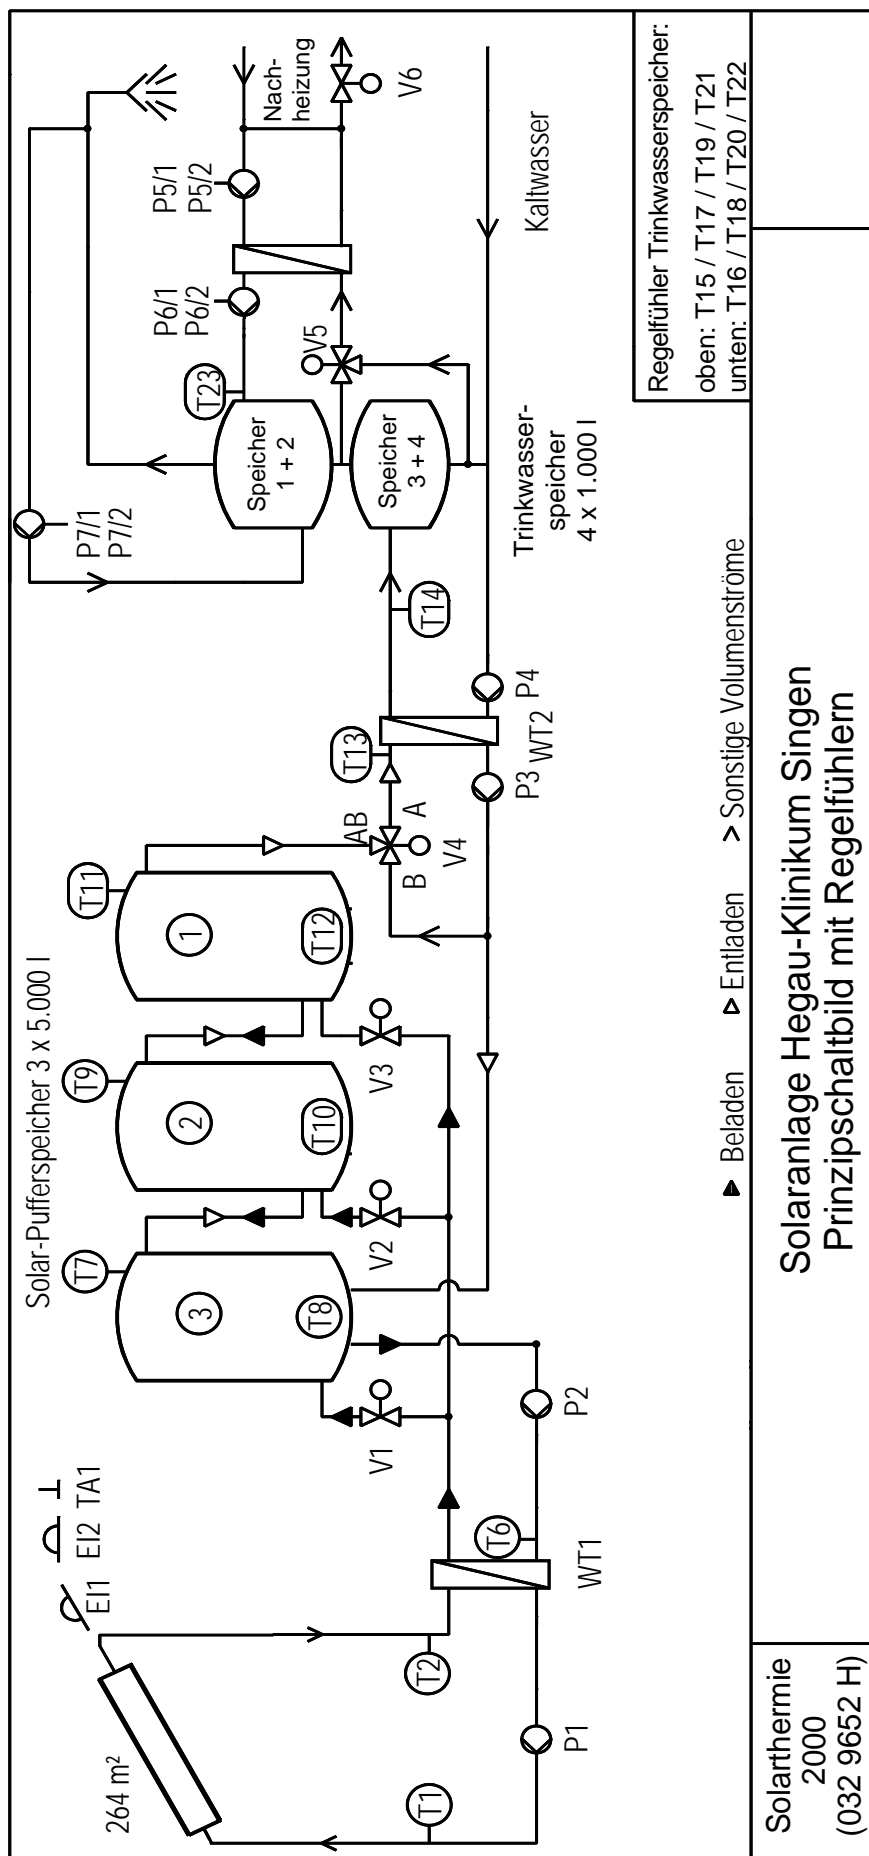 264 m²
EI1
EI2
TA1
T1
T2
P1
WT1
T6
P2
Solar-Pufferspeicher 3 x 5.000 l
T7
T9
T11
3
2
1
T8
T10
T12
V1
V2
V3
AB
B
A
V4
T13
P3
WT2
P4
T14
P7/1
P7/2
T23
Speicher
1 + 2
Speicher
3 + 4
Trinkwasser-
speicher
4 x 1.000 l
V5
P6/1
P6/2
P5/1
P5/2
Nach-
heizung
V6
Kaltwasser
Regelfühler Trinkwasserspeicher:
oben: T15 / T17 / T19 / T21
unten: T16 / T18 / T20 / T22
Beladen
Entladen
Sonstige Volumenströme
Solarthermie
2000
(032 9652 H)
Solaranlage Hegau-Klinikum Singen
Prinzipschaltbild mit Regelfühlern